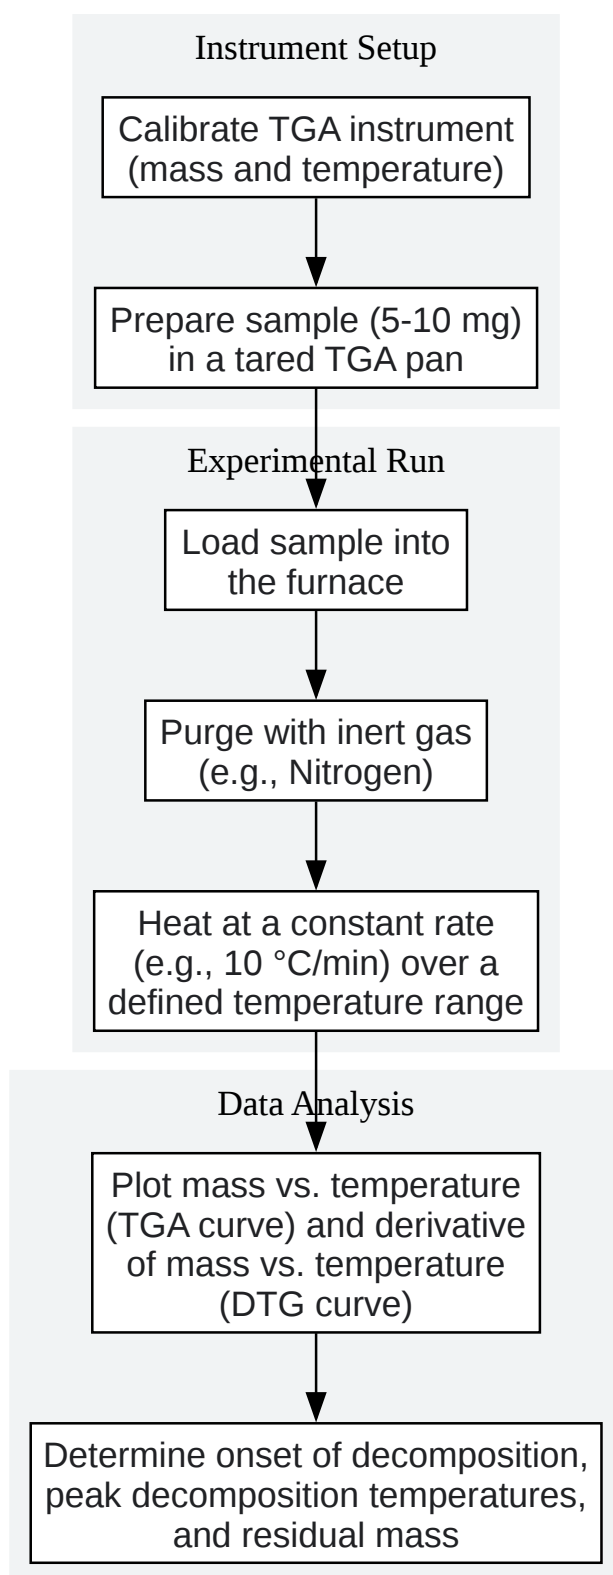 Instrument Setup
Calibrate TGA instrument
(mass and temperature)
Prepare sample (5-10 mg)
in a tared TGA pan
Experimental Run
Load sample into
the furnace
Purge with inert gas
(e.g., Nitrogen)
Heat at a constant rate
(e.g., 10 °C/min) over a
defined temperature range
Data Analysis
Plot mass vs. temperature
(TGA curve) and derivative
of mass vs. temperature
(DTG curve)
Determine onset of decomposition,
peak decomposition temperatures,
and residual mass